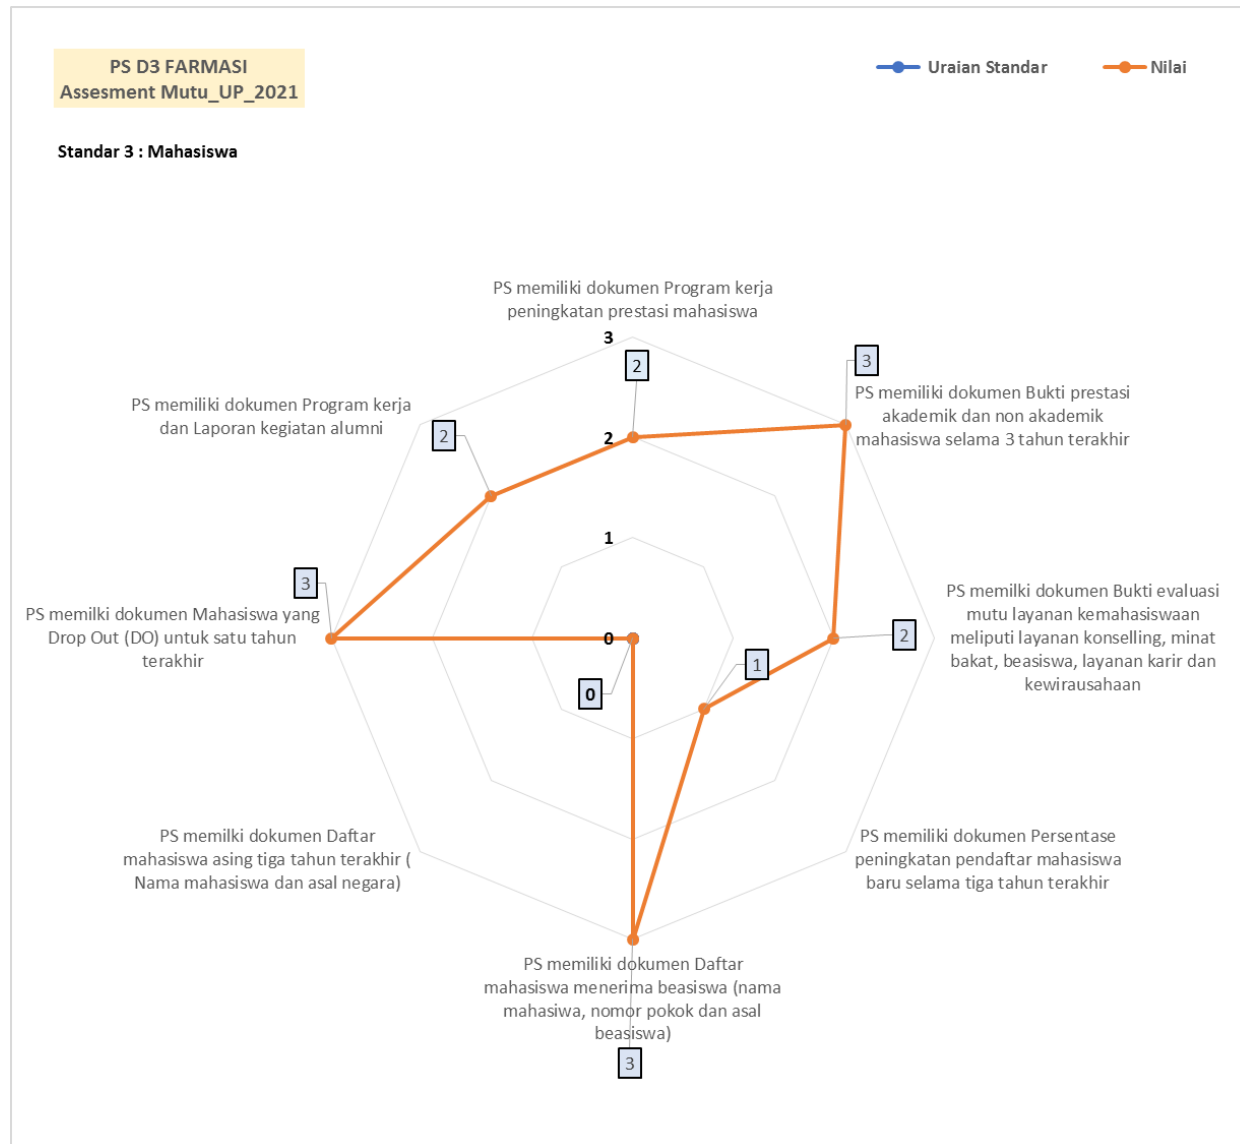 PS D3 FARMASI
Assesment Mutu_UP_2021
Uraian Standar
Nilai
Standar 3 : Mahasiswa
PS memiliki dokumen Program kerja
peningkatan prestasi mahasiswa
3
2
3
PS memiliki dokumen Bukti prestasi
akademik dan non akademik
mahasiswa selama 3 tahun terakhir
PS memiliki dokumen Program kerja
dan Laporan kegiatan alumni
2
2
1
3
PS memilki dokumen Mahasiswa yang
Drop Out (DO) untuk satu tahun
terakhir
0
PS memilki dokumen Bukti evaluasi
mutu layanan kemahasiswaan
meliputi layanan konselling, minat
bakat, beasiswa, layanan karir dan
kewirausahaan
2
1
0
PS memilki dokumen Daftar
mahasiswa asing tiga tahun terakhir (
Nama mahasiswa dan asal negara)
PS memiliki dokumen Persentase
peningkatan pendaftar mahasiswa
baru selama tiga tahun terakhir
PS memiliki dokumen Daftar
mahasiswa menerima beasiswa (nama
mahasiwa, nomor pokok dan asal
beasiswa)
3